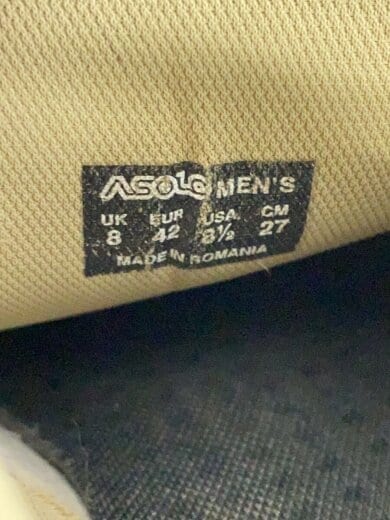 ASOLO MEN'S
UK EUR USA CM
8 42 8½ 27
MADE IN ROMANIA